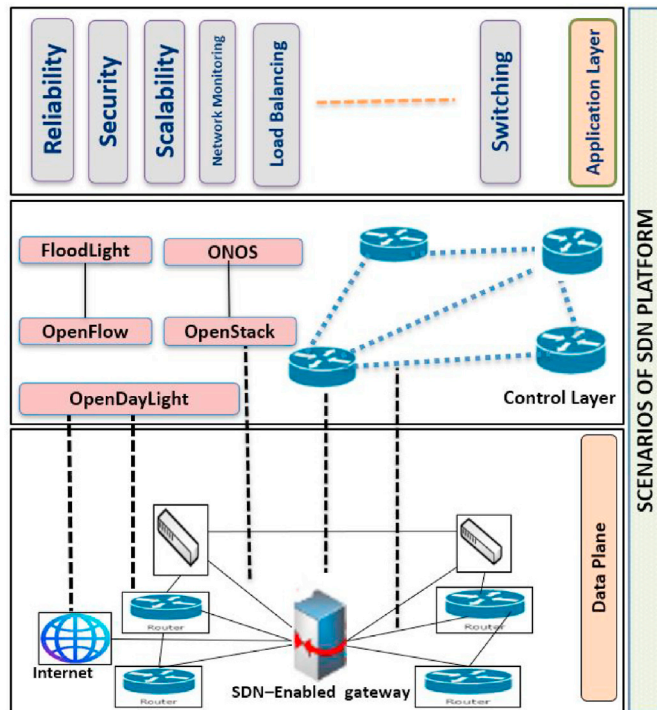 Reliability
Security
Scalability
Network Monitoring
Load Balancing
Switching
Application Layer
SCENARIOS OF SDN PLATFORM
FloodLight
ONOS
OpenFlow
OpenStack
OpenDayLight
Control Layer
Data Plane
Router
Router
Internet
Router
SDN–Enabled gateway
Router